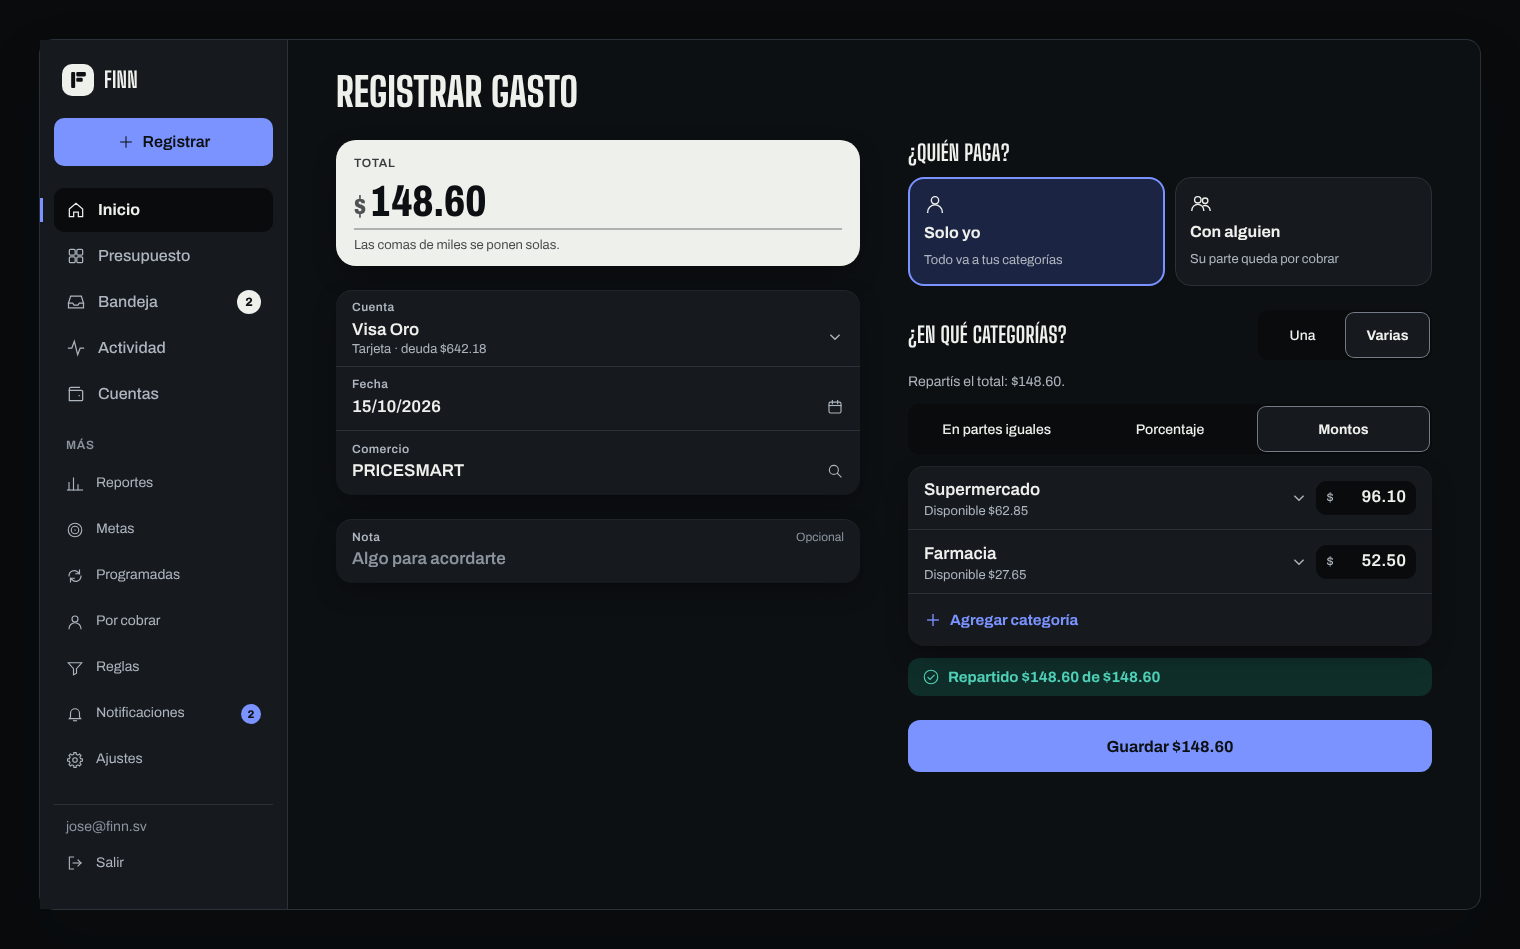 FINN
Registrar
Inicio
Presupuesto
Bandeja 2
Actividad
Cuentas
MÁS
Reportes
Metas
Programadas
Por cobrar
Reglas
Notificaciones 2
Ajustes
jose@finn.sv
Salir
REGISTRAR GASTO
TOTAL
$ 148.60
Las comas de miles se ponen solas.
Cuenta
Visa Oro
Tarjeta · deuda $642.18
Fecha
15/10/2026
Comercio
PRICESMART
Nota Opcional
Algo para acordarte
¿QUIÉN PAGA?
Solo yo
Todo va a tus categorías
Con alguien
Su parte queda por cobrar
¿EN QUÉ CATEGORÍAS? Una Varias
Repartís el total: $148.60.
En partes iguales Porcentaje Montos
Supermercado $ 96.10
Disponible $62.85
Farmacia $ 52.50
Disponible $27.65
Agregar categoría
Repartido $148.60 de $148.60
Guardar $148.60